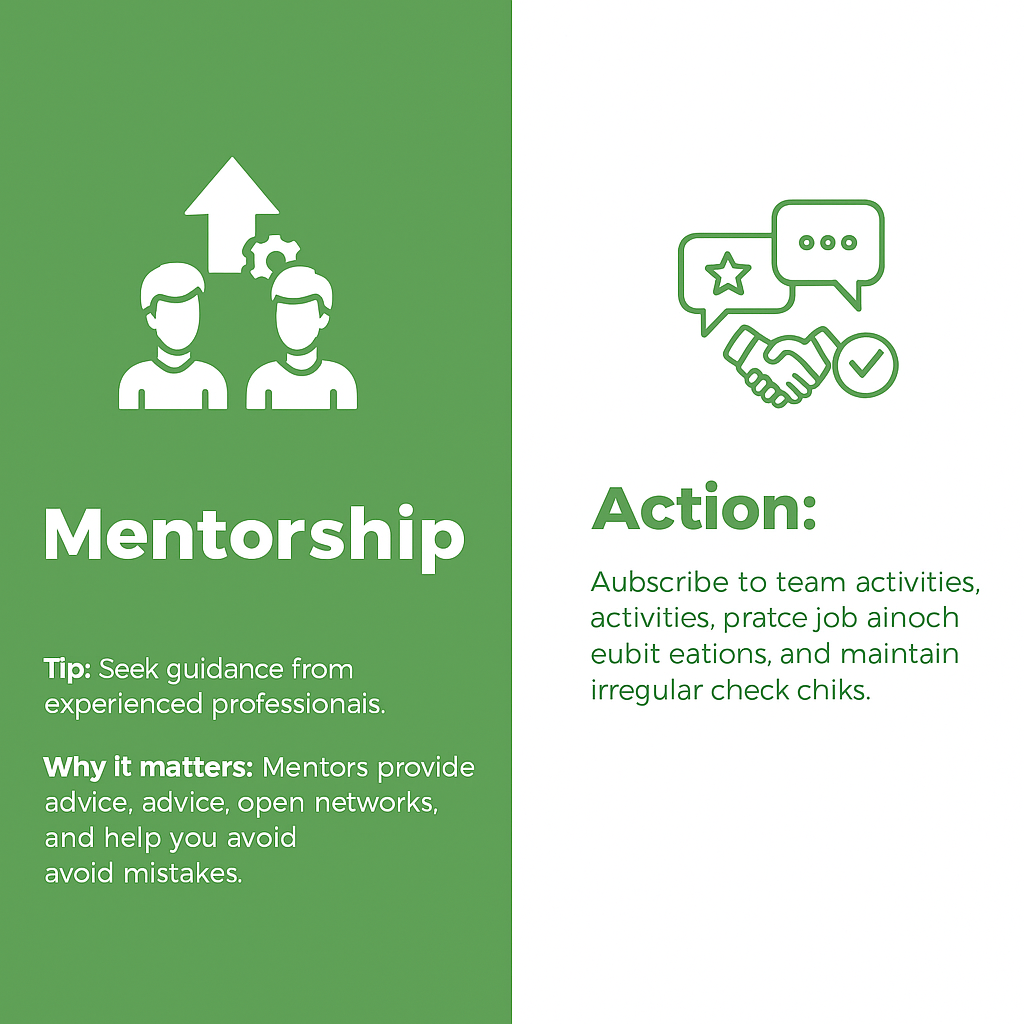 Mentorship
Tip: Seek guidance from
experienced professionais.
Why it matters: Mentors provide
advice, advice, open networks,
and help you avoid
avoid mistakes.
Action:
Aubscribe to team activities,
activities, pratce job ainoch
eubit eations, and maintain
irregular check chiks.